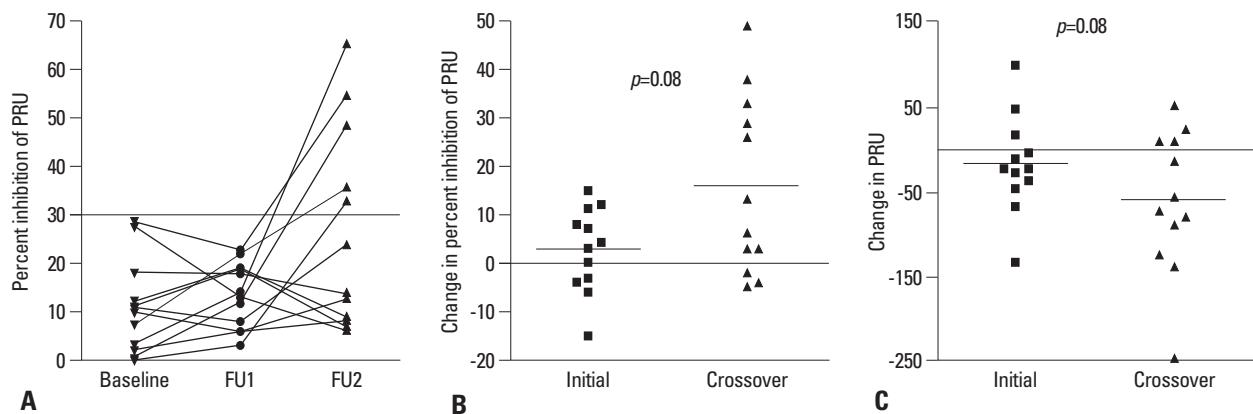 Percent inhibition of PRU
70
60
50
40
30
20
10
0
Baseline FU1 FU2
A
Change in percent inhibition of PRU
50
40
30
20
10
0
-10
-20
p=0.08
Initial Crossover
B
Change in PRU
150
50
-50
-150
-250
p=0.08
Initial Crossover
C